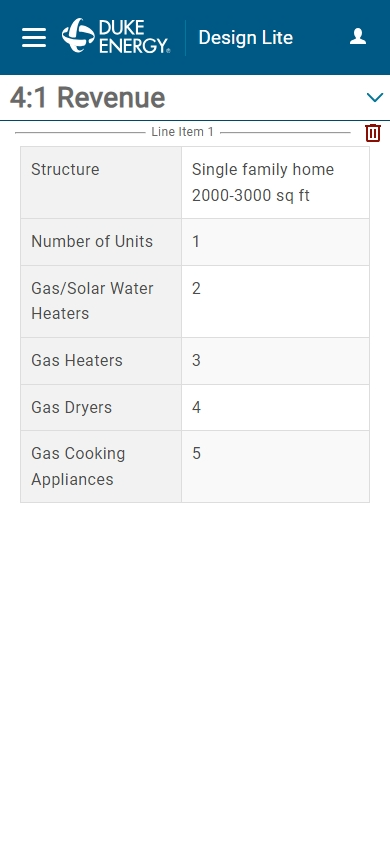 DUKE
ENERGY®
Design Lite
4:1 Revenue
Line Item 1
Structure
Single family home
2000-3000 sq ft
Number of Units
1
Gas/Solar Water
Heaters
2
Gas Heaters
3
Gas Dryers
4
Gas Cooking
Appliances
5